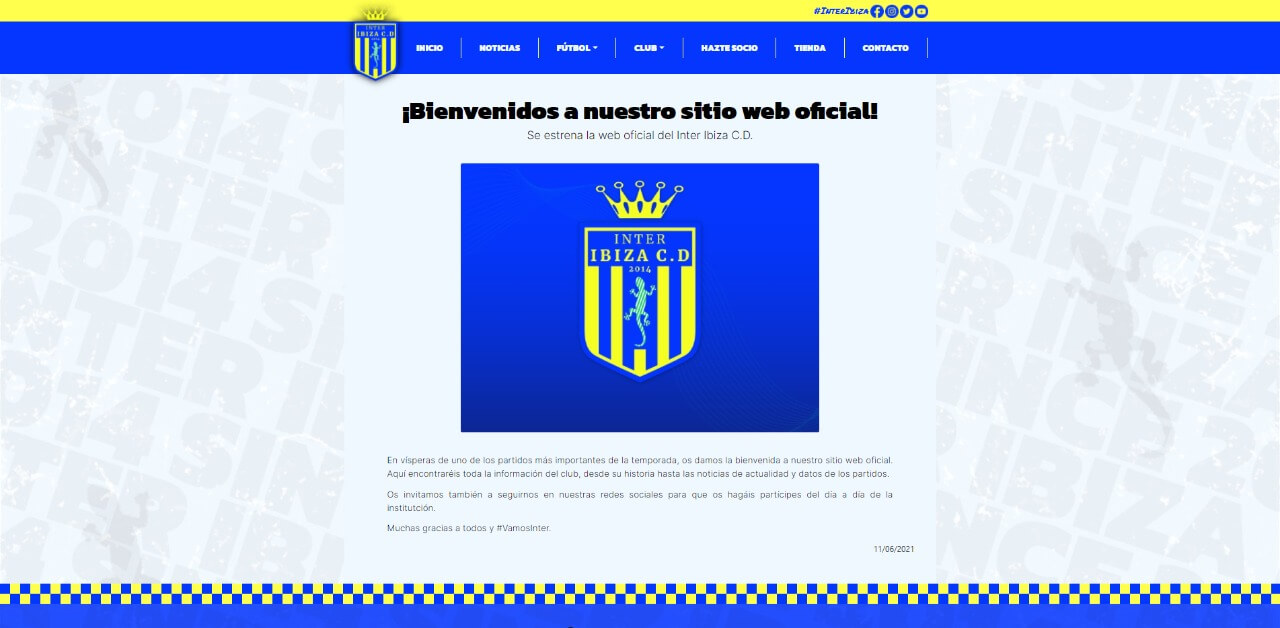 #InterIbiza
INTER
IBIZA C.D
INICIO
NOTICIAS
FÚTBOL
CLUB
HAZTE SOCIO
TIENDA
CONTACTO
¡Bienvenidos a nuestro sitio web oficial!
Se estrena la web oficial del Inter Ibiza C.D.
INTER
IBIZA C.D
2014
En vísperas de uno de los partidos más importantes de la temporada, os damos la bienvenida a nuestro sitio web oficial.
Aquí encontraréis toda la información del club, desde su historia hasta las noticias de actualidad y datos de los partidos.
Os invitamos también a seguirnos en nuestras redes sociales para que os hagáis partícipes del día a día de la
institutción.
Muchas gracias a todos y #VamosInter.
11/06/2021